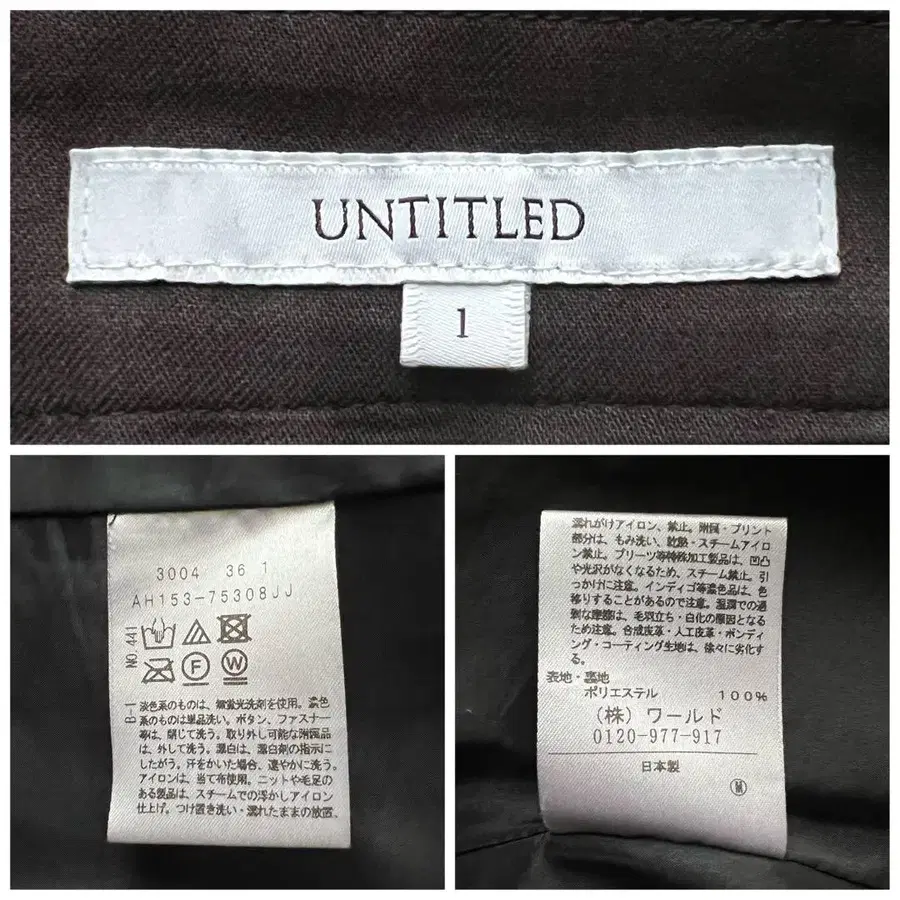 UNTITLED
1
3004 36 1
AH153-75308JJ
NO.441
F
W
B-1
淡色系のものは、無蛍光洗剤を使用。濃色
系のものは単品洗い。ボタン、ファスナー
等は、閉じて洗う。取り外し可能な附属品
は、外して洗う。漂白は、漂白剤の指示に
したがう。汗をかいた場合、速やかに洗う。
アイロンは、当て布使用。ニットや毛足の
ある製品は、スチームでの浮かしアイロン
仕上げ。つけ置き洗い・濡れたままの放置、
濡れがけアイロン、禁止。附属・プリント
部分は、もみ洗い、乾熱・スチームアイロ
ン禁止。プリーツ等特殊加工製品は、凹凸
や光沢がなくなるため、スチーム禁止。引
っかけに注意。インディゴ等濃色品は、色
移りすることがあるので注意。湿潤での過
剰な摩擦は、毛羽立ち・白化の原因となる
ため注意。合成皮革・人工皮革・ボンディ
ング・コーティング生地は、徐々に劣化す
る。
表地・裏地
ポリエステル 100%
(株)ワールド
0120-977-917
日本製
M